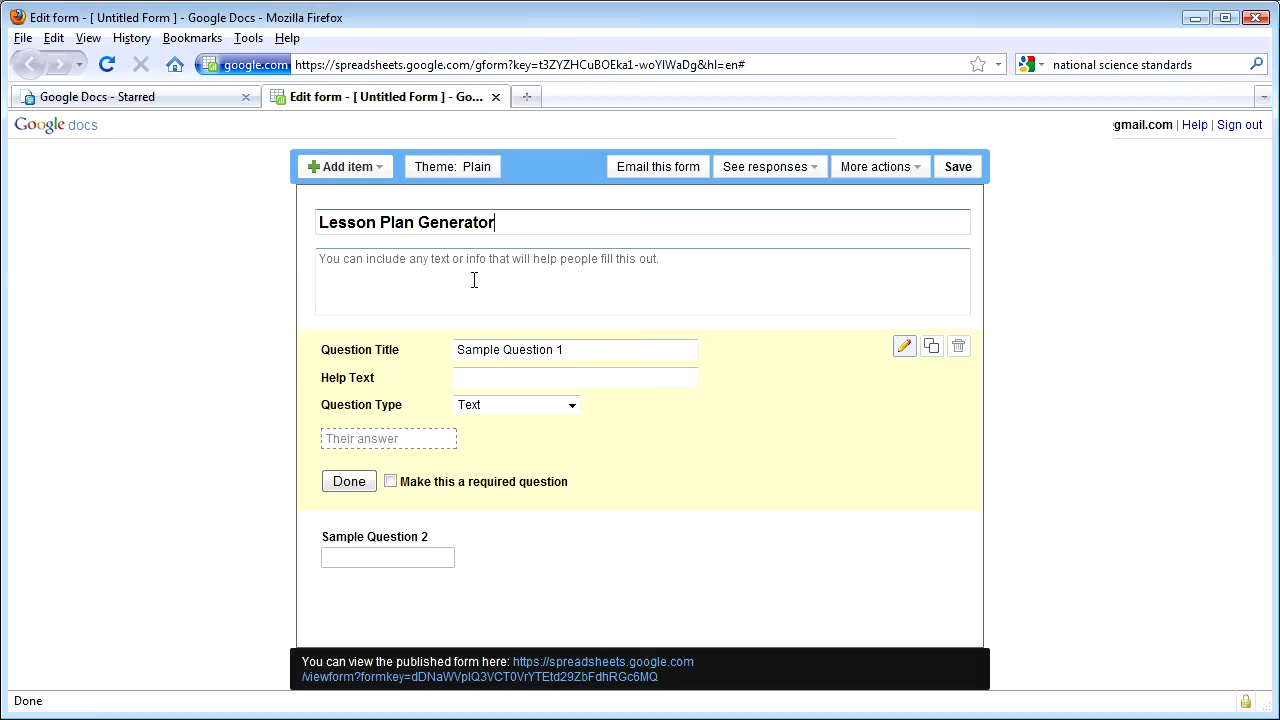 Edit form - [ Untitled Form ] - Google Docs - Mozilla Firefox
File Edit View History Bookmarks Tools Help
google.com https://spreadsheets.google.com/gform?key=t3ZYZHCuBOEka1-woYlWaDg&hl=en# national science standards
Google Docs - Starred Edit form - [ Untitled Form ] - Go...
Google docs gmail.com | Help | Sign out
Add item Theme: Plain Email this form See responses More actions Save
Lesson Plan Generator
You can include any text or info that will help people fill this out.
Question Title Sample Question 1
Help Text
Question Type Text
Their answer
Done Make this a required question
Sample Question 2
You can view the published form here: https://spreadsheets.google.com
/viewform?formkey=dDNaWVplQ3VCT0VrYTEtd29ZbFdhRGc6MQ
Done